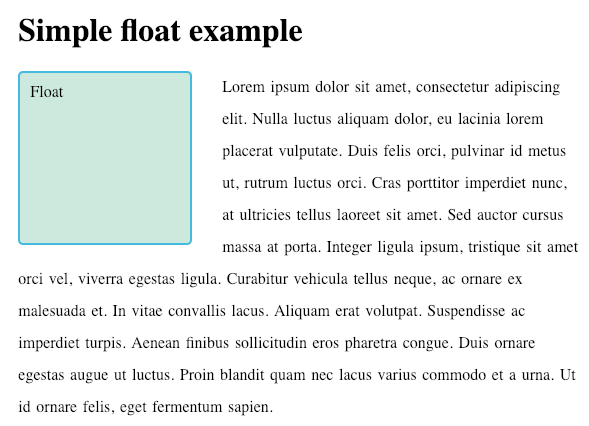 Simple float example
Float
Lorem ipsum dolor sit amet, consectetur adipiscing
elit. Nulla luctus aliquam dolor, eu lacinia lorem
placerat vulputate. Duis felis orci, pulvinar id metus
ut, rutrum luctus orci. Cras porttitor imperdiet nunc,
at ultricies tellus laoreet sit amet. Sed auctor cursus
massa at porta. Integer ligula ipsum, tristique sit amet
orci vel, viverra egestas ligula. Curabitur vehicula tellus neque, ac ornare ex
malesuada et. In vitae convallis lacus. Aliquam erat volutpat. Suspendisse ac
imperdiet turpis. Aenean finibus sollicitudin eros pharetra congue. Duis ornare
egestas augue ut luctus. Proin blandit quam nec lacus varius commodo et a urna. Ut
id ornare felis, eget fermentum sapien.